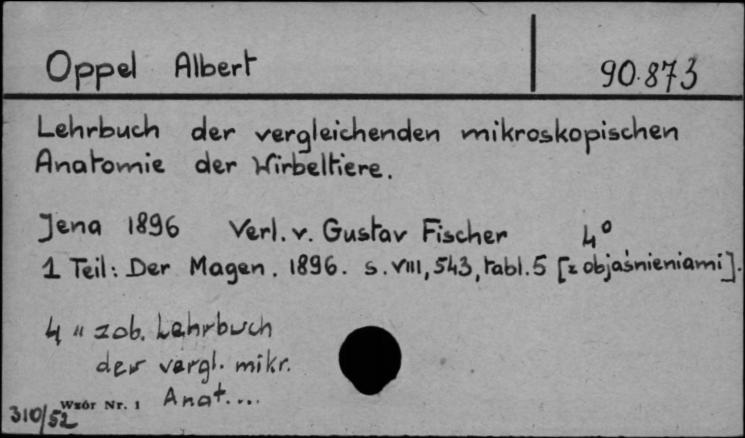 Oppel Albert 90.873
Lehrbuch der vergleichenden mikroskopischen
Anatomie der Wirbeltiere.
Jena 1896 Verl. v. Gustav Fischer 4°
1 Teil: Der Magen. 1896. s. VIII, 543, tabl. 5 [z objaśnieniami].
4 " zob. Lehrbuch
der vergl. mikr.
Anat....
Wzór Nr. 1
310/52